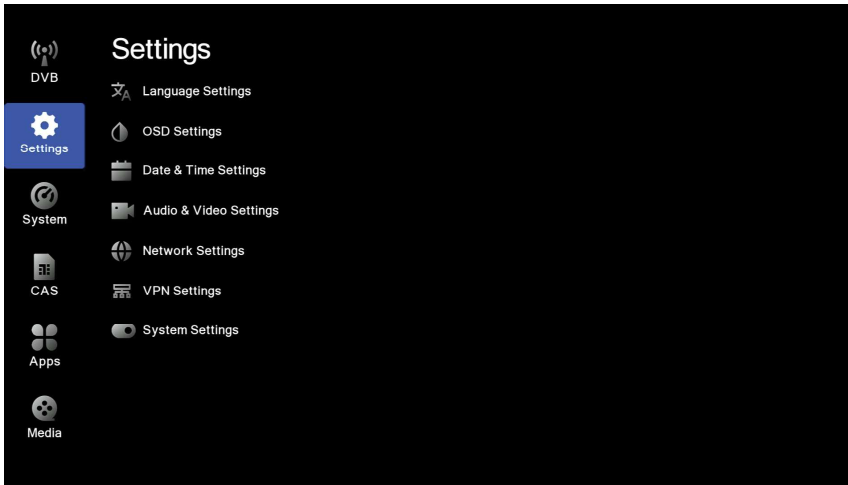 DVB
Settings
System
CAS
Apps
Media
Settings
Language Settings
OSD Settings
Date & Time Settings
Audio & Video Settings
Network Settings
VPN Settings
System Settings